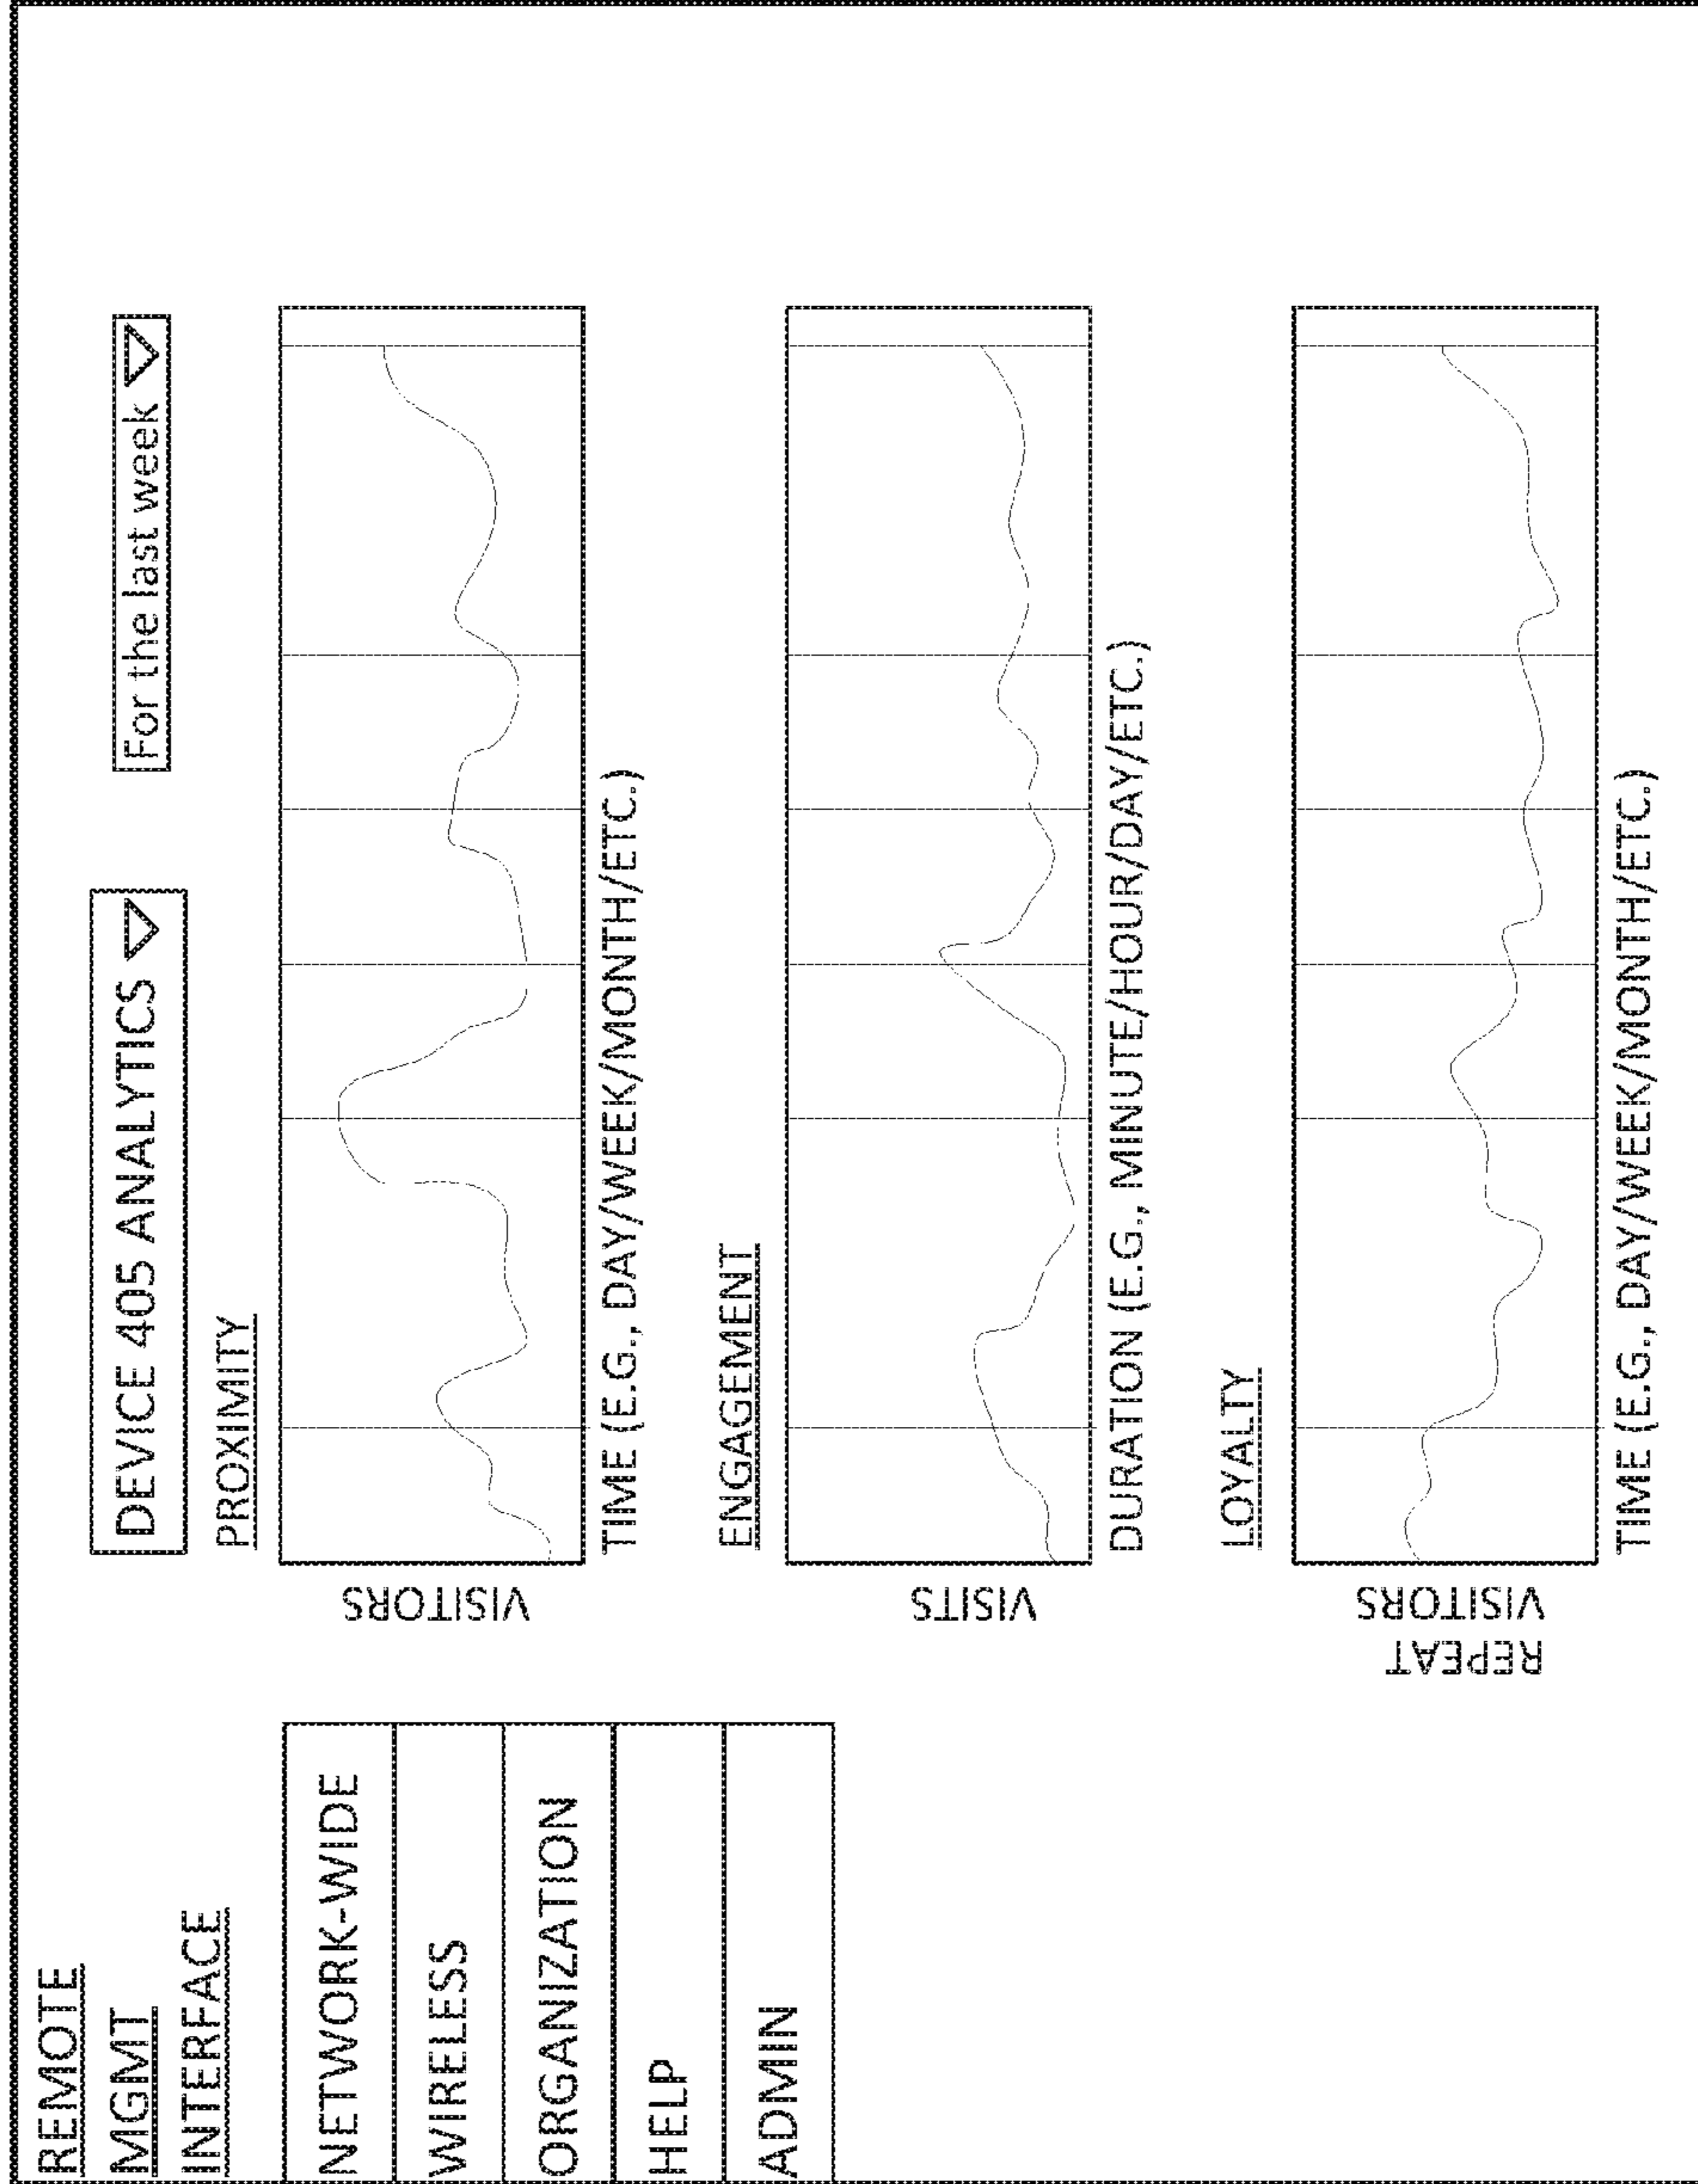 REMOTE
MGMT
INTERFACE
NETWORK-WIDE
WIRELESS
ORGANIZATION
HELP
ADMIN
DEVICE 405 ANALYTICS
For the last week
PROXIMITY
VISITORS
TIME (E.G., DAY/WEEK/MONTH/ETC.)
ENGAGEMENT
VISITS
DURATION (E.G., MINUTE/HOUR/DAY/ETC.)
LOYALTY
REPEAT
VISITORS
TIME (E.G., DAY/WEEK/MONTH/ETC.)